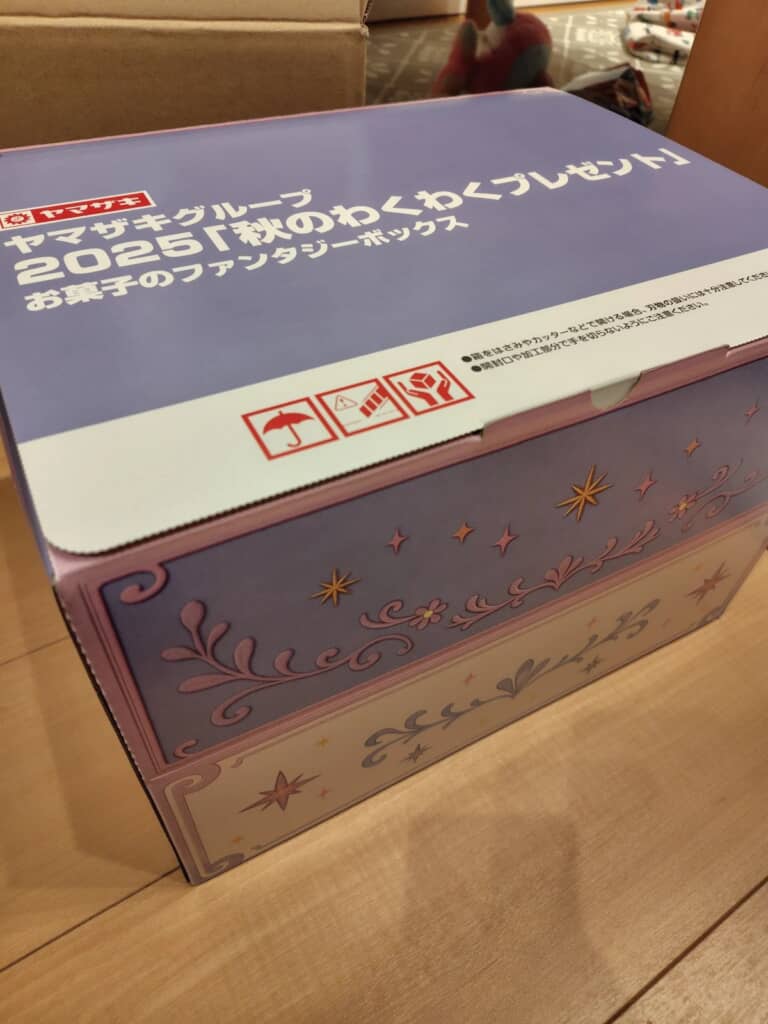 ヤマザキ
ヤマザキグループ
2025「秋のわくわくプレゼント」
お菓子のファンタジーボックス
●箱をはさみやカッターなどで開ける場合、刃物の扱いには十分注意してくださ
●開封口や加工部分で手を切らないようにご注意ください。